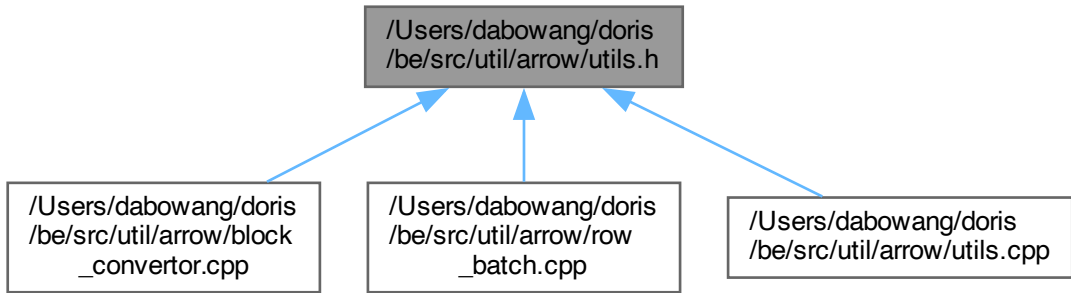 /Users/dabowang/doris
/be/src/util/arrow/utils.h
/Users/dabowang/doris
/be/src/util/arrow/block
_convertor.cpp
/Users/dabowang/doris
/be/src/util/arrow/row
_batch.cpp
/Users/dabowang/doris
/be/src/util/arrow/utils.cpp